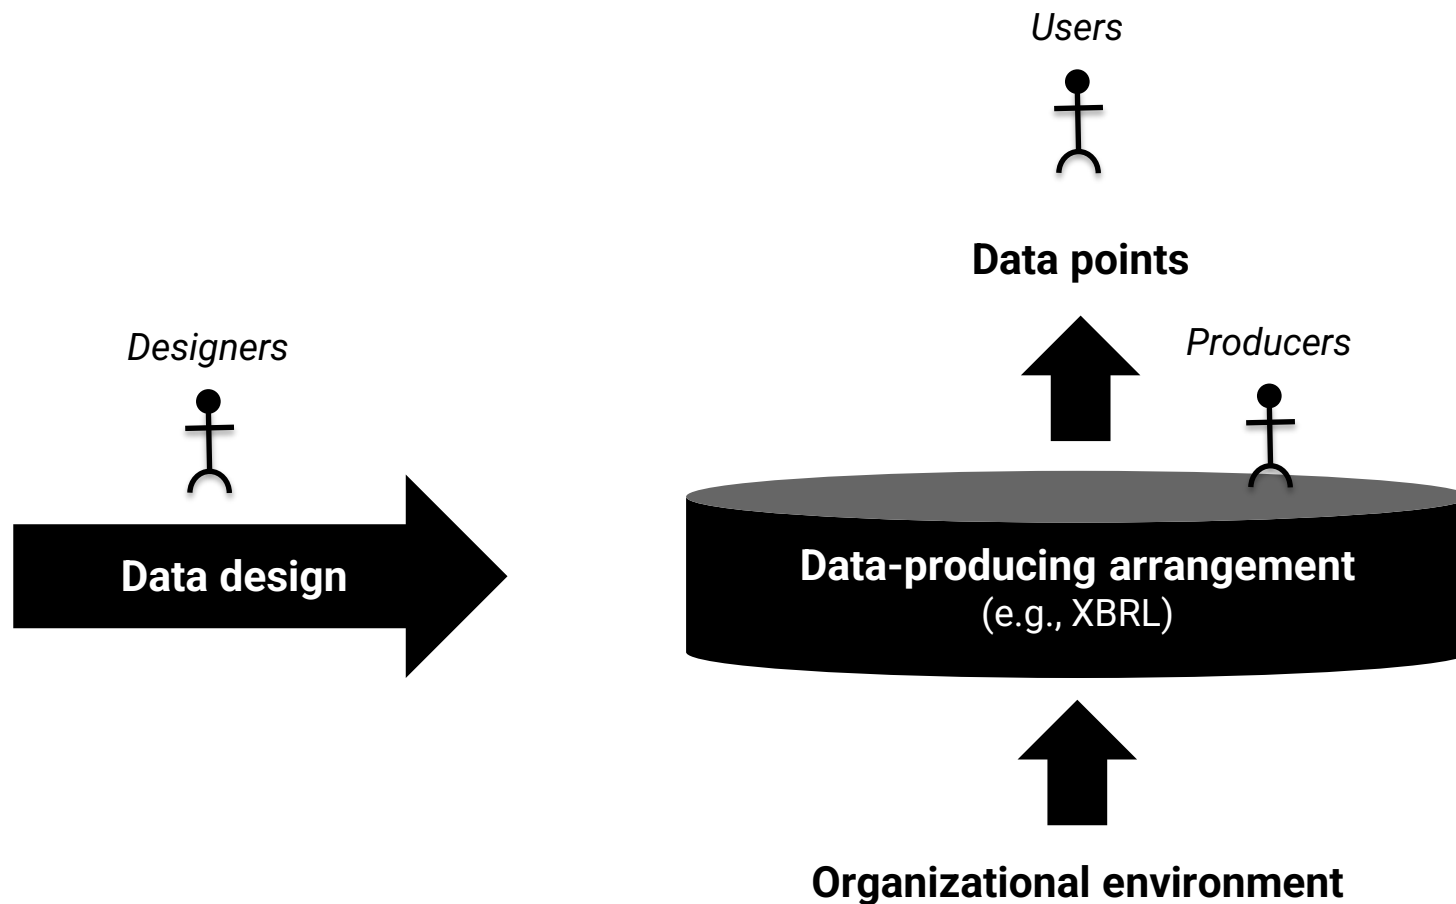 Users
Data points
Designers
Producers
Data design
Data-producing arrangement
(e.g., XBRL)
Organizational environment